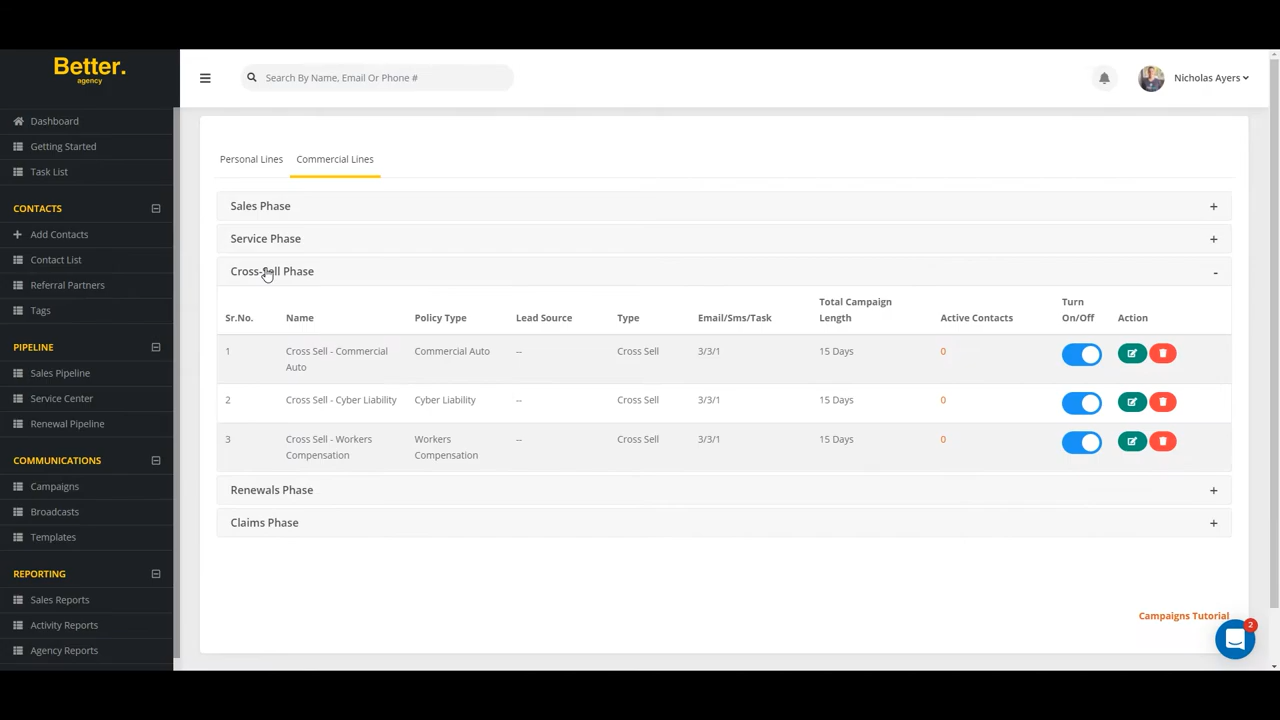 Better.
agency
Search By Name, Email Or Phone #
Nicholas Ayers
Dashboard
Getting Started
Task List
CONTACTS
Add Contacts
Contact List
Referral Partners
Tags
PIPELINE
Sales Pipeline
Service Center
Renewal Pipeline
COMMUNICATIONS
Campaigns
Broadcasts
Templates
REPORTING
Sales Reports
Activity Reports
Agency Reports
Personal Lines Commercial Lines
Sales Phase +
Service Phase +
Cross-Sell Phase -
Sr.No. Name Policy Type Lead Source Type Email/Sms/Task Total Campaign Length Active Contacts Turn On/Off Action
1 Cross Sell - Commercial Auto Commercial Auto -- Cross Sell 3/3/1 15 Days 0
2 Cross Sell - Cyber Liability Cyber Liability -- Cross Sell 3/3/1 15 Days 0
3 Cross Sell - Workers Compensation Workers Compensation -- Cross Sell 3/3/1 15 Days 0
Renewals Phase +
Claims Phase +
Campaigns Tutorial
2